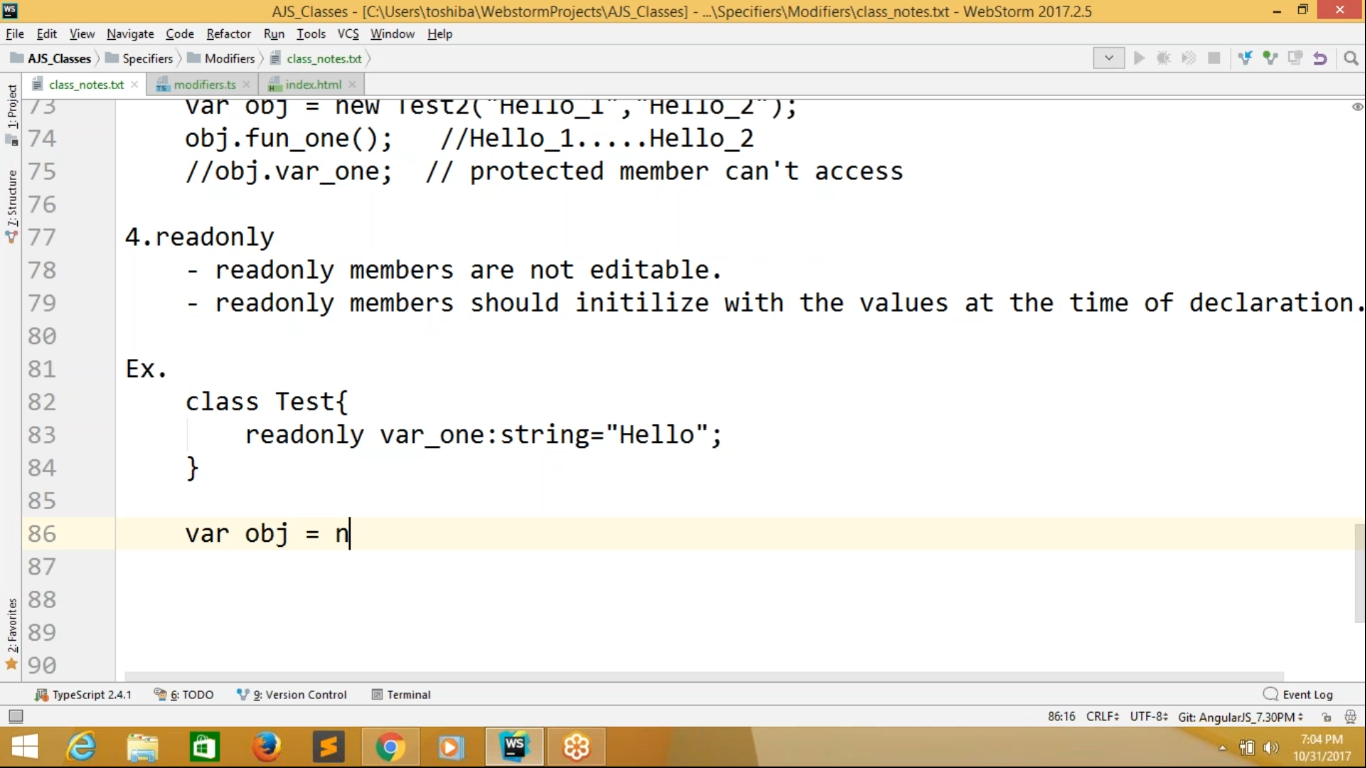 WS
AJS_Classes - [C:\Users\toshiba\WebstormProjects\AJS_Classes] - ...\Specifiers\Modifiers\class_notes.txt - WebStorm 2017.2.5
File Edit View Navigate Code Refactor Run Tools VCS Window Help
AJS_Classes Specifiers Modifiers class_notes.txt
class_notes.txt modifiers.ts index.html
1: Project
Z: Structure
2: Favorites
73 var obj = new Test2("Hello_1","Hello_2");
74 obj.fun_one(); //Hello_1.....Hello_2
75 //obj.var_one; // protected member can't access
76
77 4.readonly
78 - readonly members are not editable.
79 - readonly members should initilize with the values at the time of declaration.
80
81 Ex.
82 class Test{
83 readonly var_one:string="Hello";
84 }
85
86 var obj = n
87
88
89
90
TypeScript 2.4.1 6: TODO 9: Version Control Terminal Event Log
86:16 CRLF UTF-8 Git: AngularJS_7.30PM
WS
7:04 PM
10/31/2017